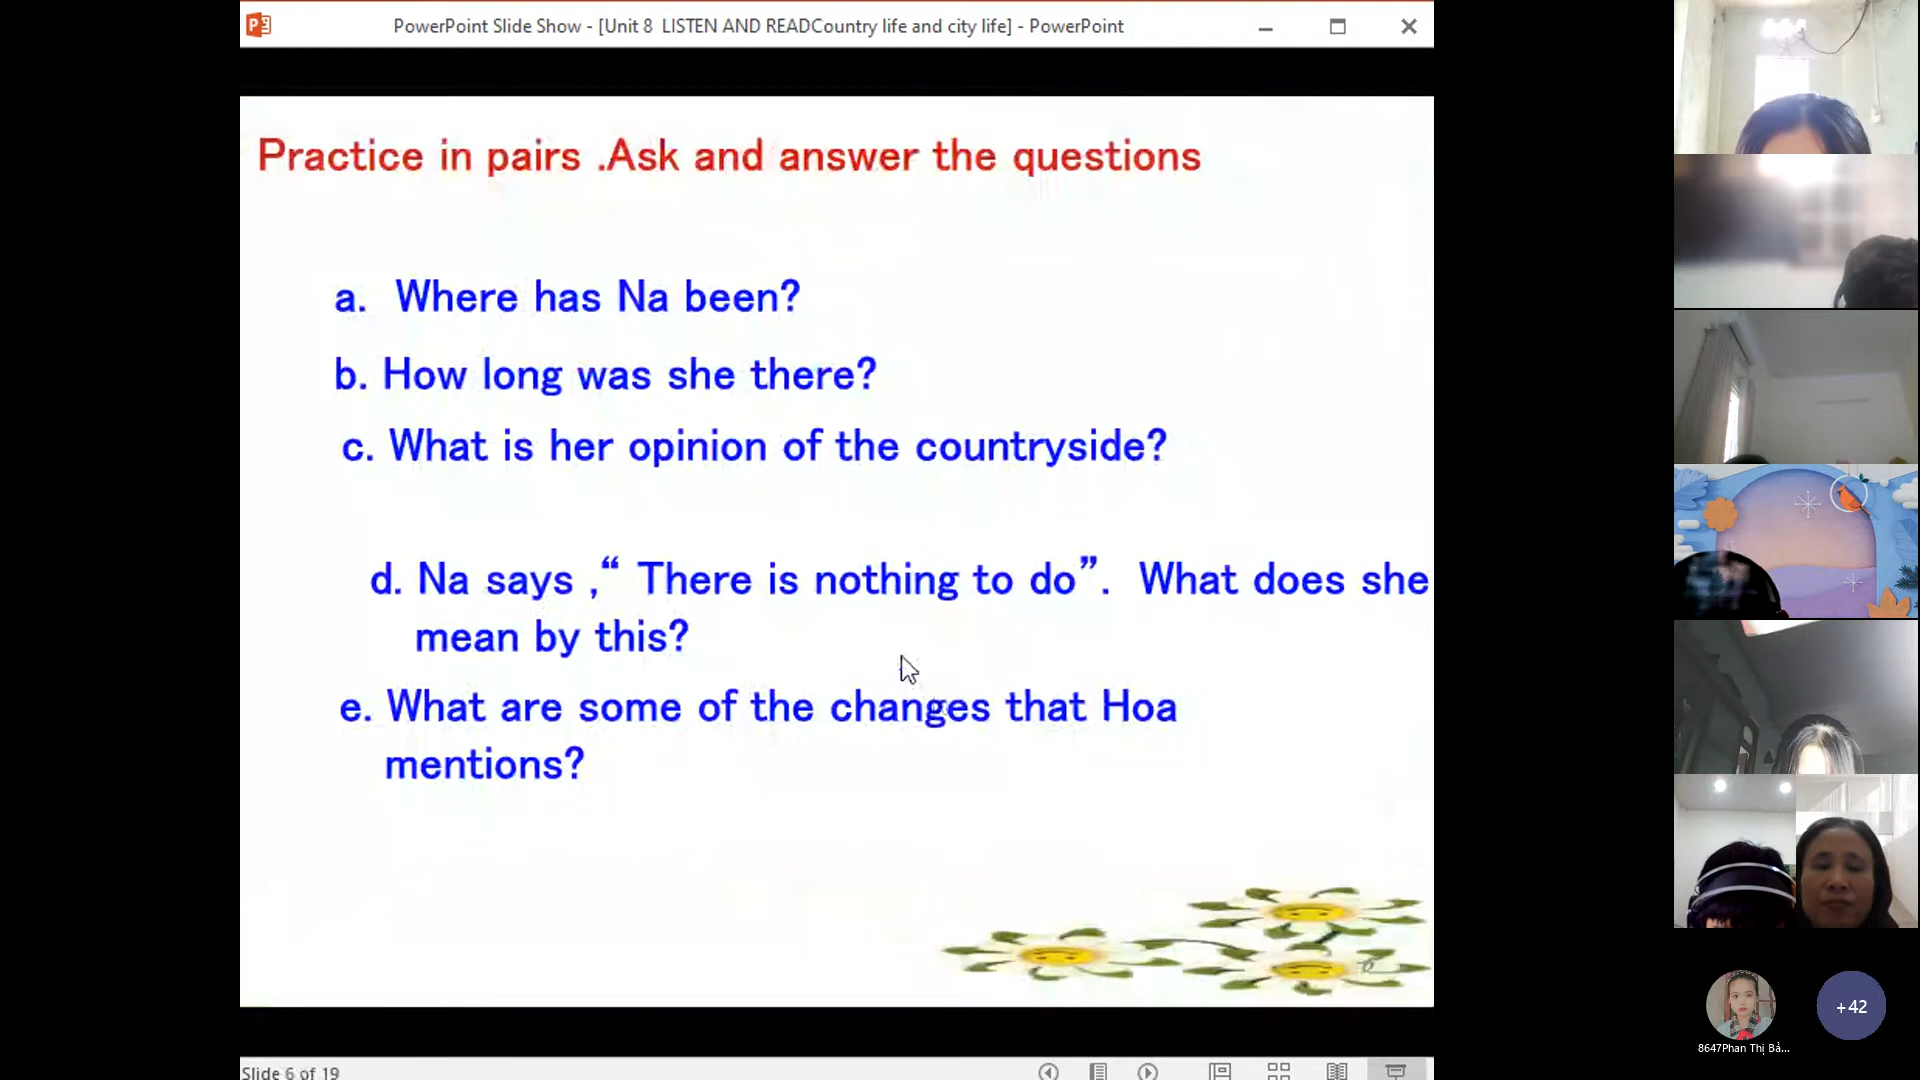 PowerPoint Slide Show - [Unit 8  LISTEN AND READCountry life and city life] - PowerPoint
Practice in pairs .Ask and answer the questions
a.  Where has Na been?
b. How long was she there?
c. What is her opinion of the countryside?
d. Na says ,“ There is nothing to do”.  What does she
mean by this?
e. What are some of the changes that Hoa
mentions?
+42
8647Phan Thị Bả...
Slide 6 of 19